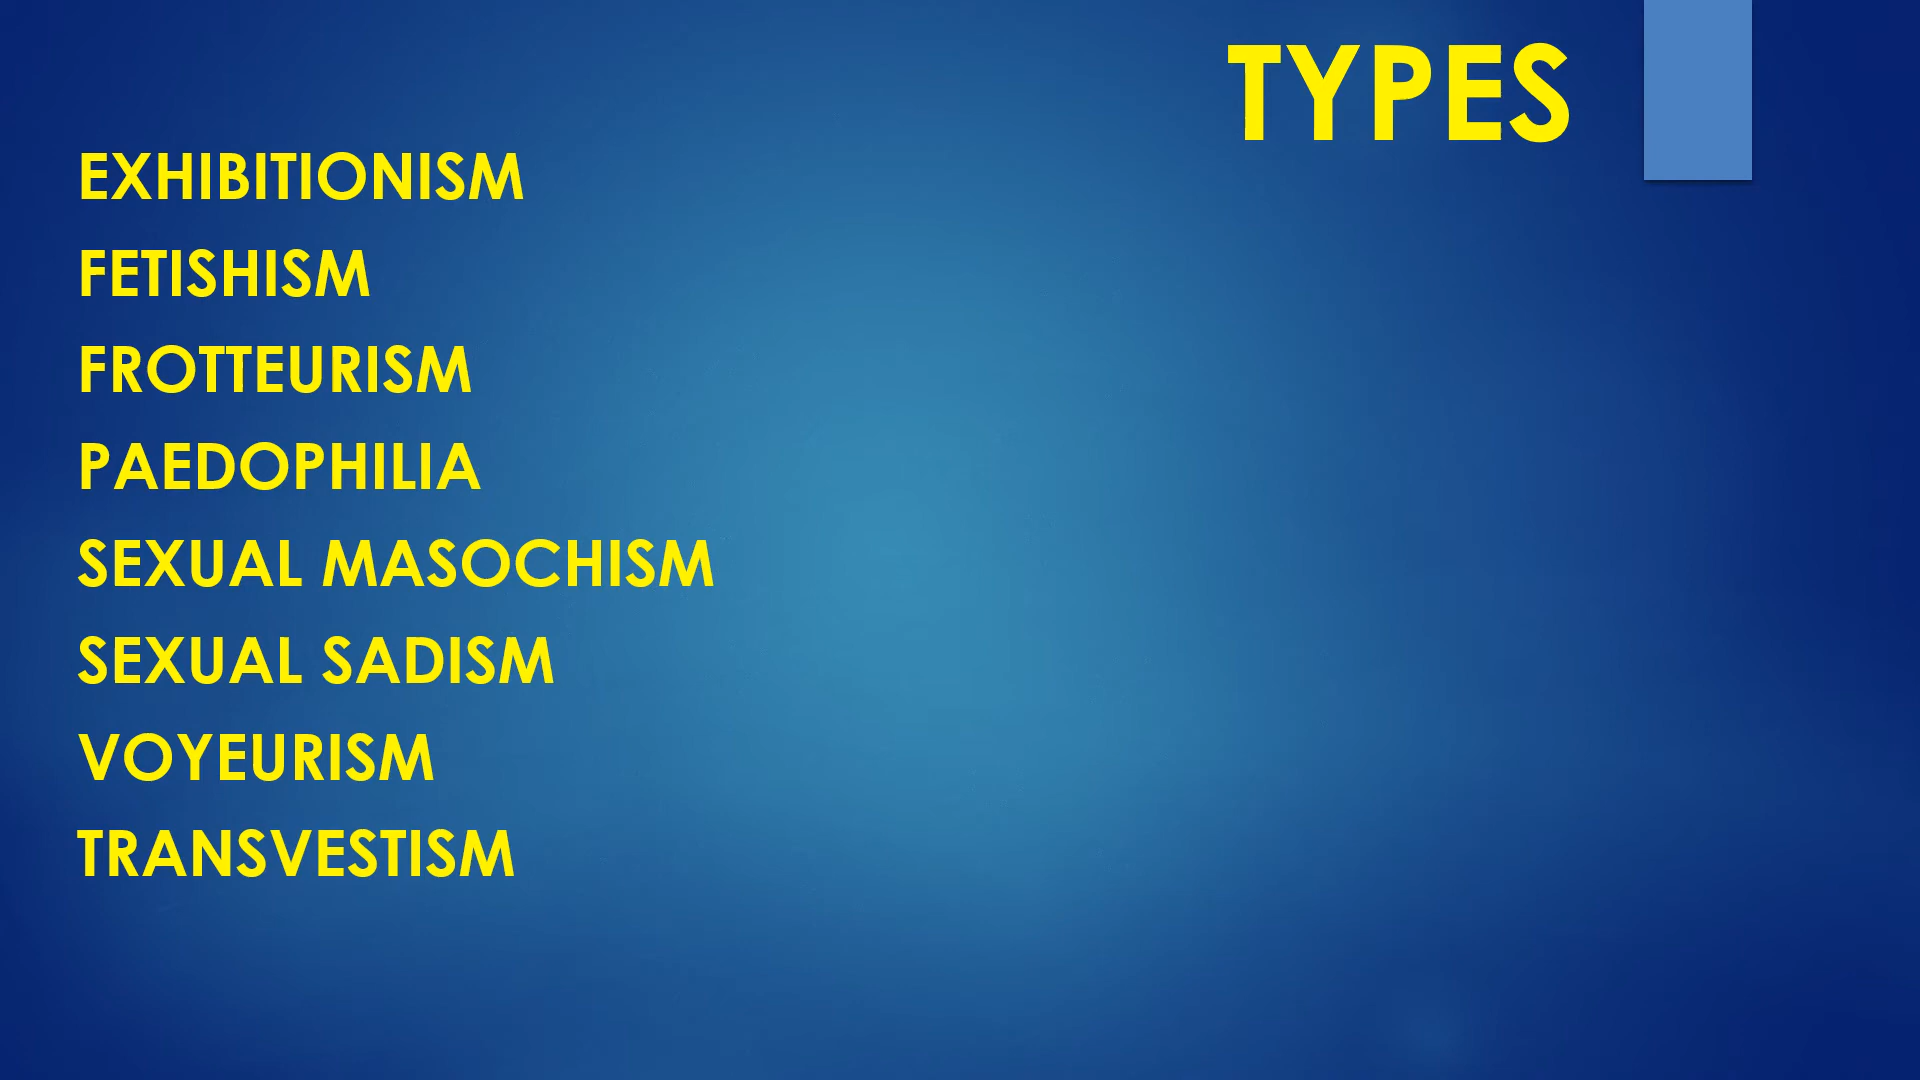 TYPES
EXHIBITIONISM
FETISHISM
FROTTEURISM
PAEDOPHILIA
SEXUAL MASOCHISM
SEXUAL SADISM
VOYEURISM
TRANSVESTISM